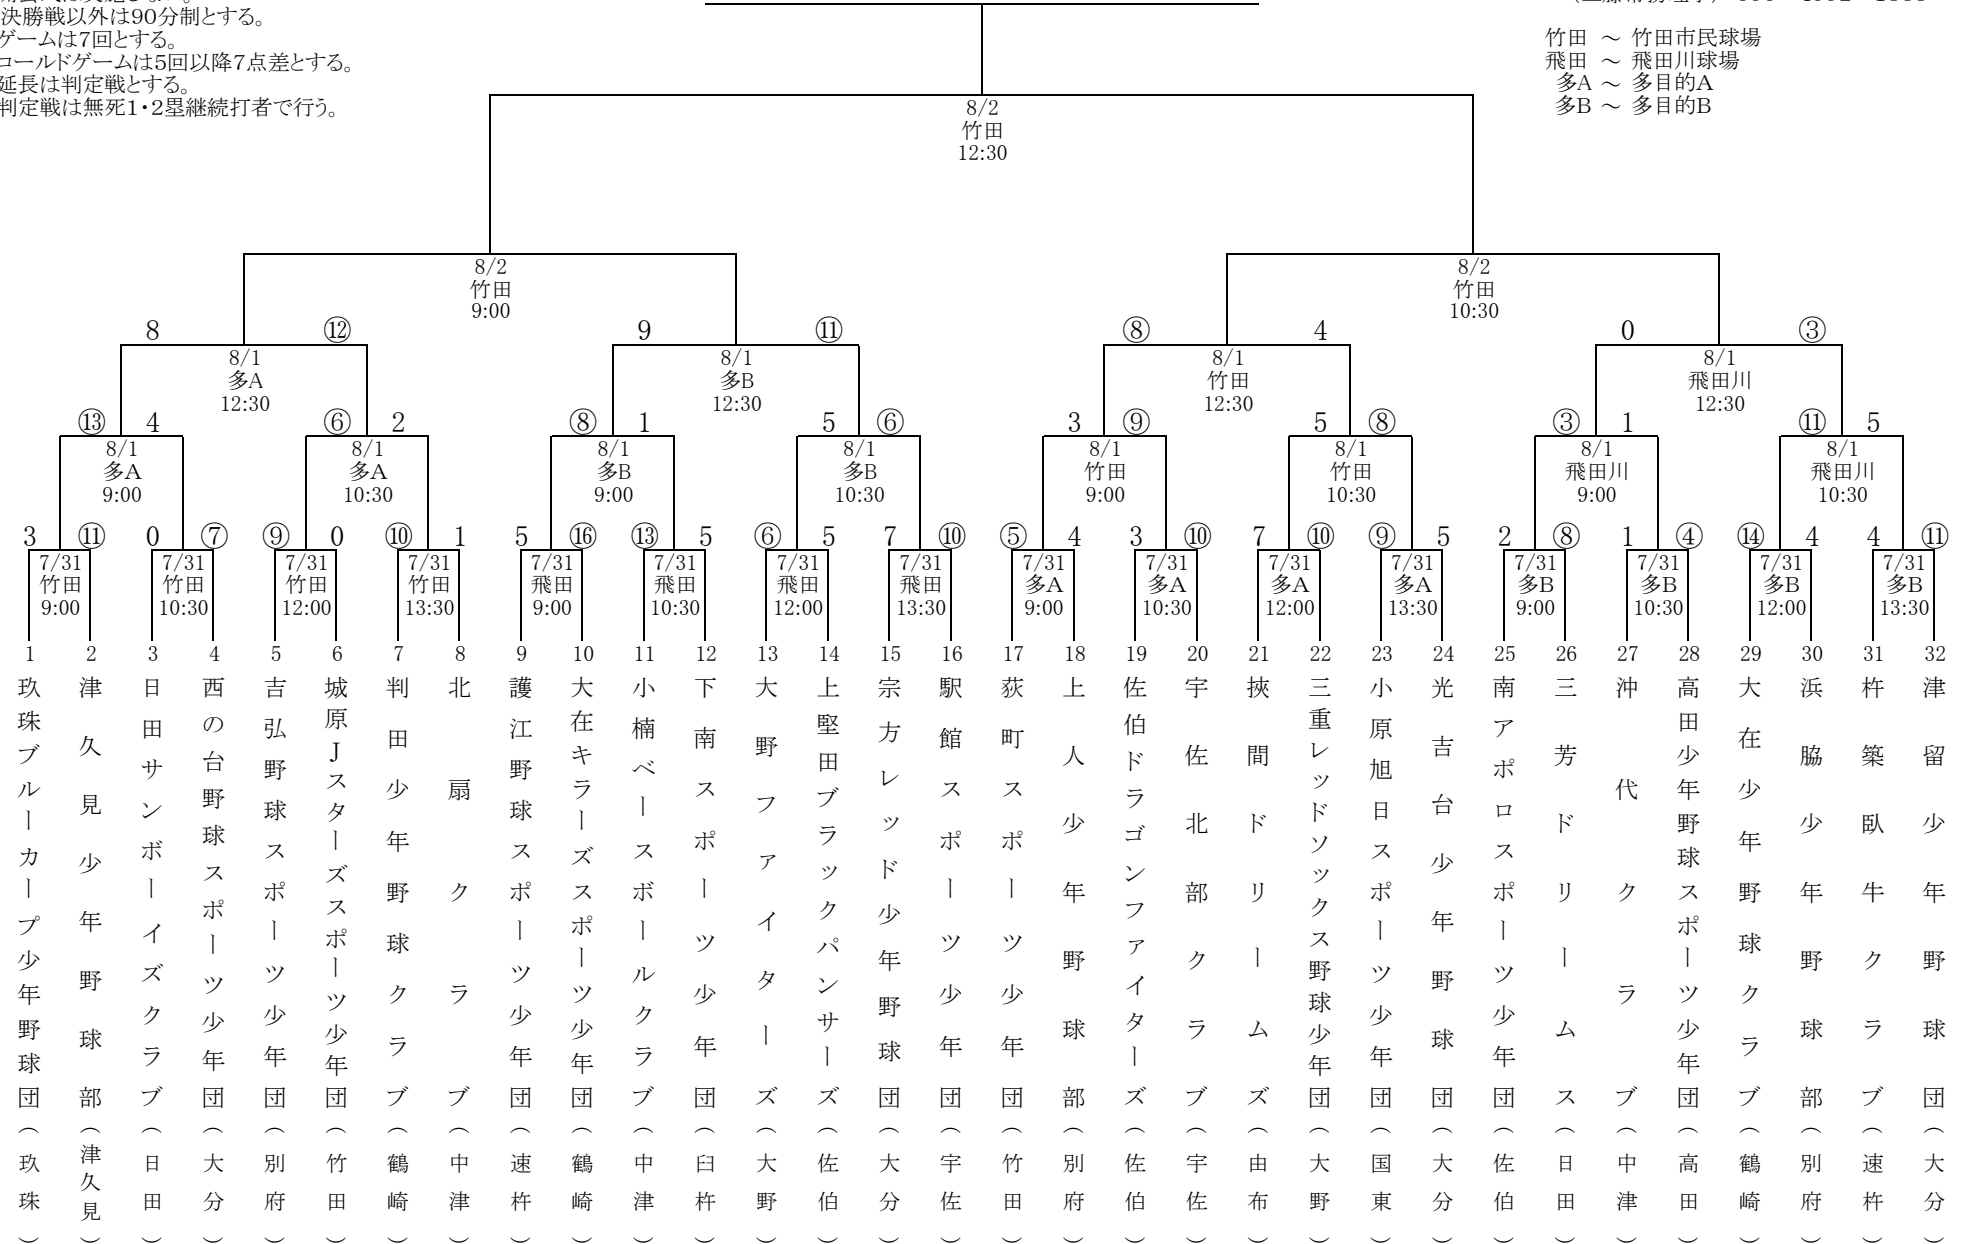 決勝戦以外は90分制とする。
ゲームは7回とする。
コールドゲームは5回以降7点差とする。
延長は判定戦とする。
判定戦は無死1・2塁継続打者で行う。
竹田 ～ 竹田市民球場
飛田 ～ 飛田川球場
多A ～ 多目的A
多B ～ 多目的B
8/2
竹田
12:30
8/2
竹田
9:00
8/2
竹田
10:30
8 ⑫ 9 ⑪ ⑧ 4 0 ③
8/1 8/1 8/1 8/1
多A 多B 竹田 飛田川
12:30 12:30 12:30 12:30
⑬ 4 ⑥ 2 ⑧ 1 5 ⑥ 3 ⑨ 5 ⑧ ③ 1 ⑪ 5
8/1 8/1 8/1 8/1 8/1 8/1 8/1 8/1
多A 多A 多B 多B 竹田 竹田 飛田川 飛田川
9:00 10:30 9:00 10:30 9:00 10:30 9:00 10:30
3 ⑪ 0 ⑦ ⑨ 0 ⑩ 1 5 ⑯ ⑬ 5 ⑥ 5 7 ⑩ ⑤ 4 3 ⑩ 7 ⑩ ⑨ 5 2 ⑧ 1 ④ ⑭ 4 4 ⑪
7/31 7/31 7/31 7/31 7/31 7/31 7/31 7/31 7/31 7/31 7/31 7/31 7/31 7/31 7/31 7/31
竹田 竹田 竹田 竹田 飛田 飛田 飛田 飛田 多A 多A 多A 多A 多B 多B 多B 多B
9:00 10:30 12:00 13:30 9:00 10:30 12:00 13:30 9:00 10:30 12:00 13:30 9:00 10:30 12:00 13:30
1 玖珠ブルーカープ少年野球団（玖珠）
2 津久見少年野球部（津久見）
3 日田サンボーイズクラブ（日田）
4 西の台野球スポーツ少年団（大分）
5 吉弘野球スポーツ少年団（別府）
6 城原Jスターズスポーツ少年団（竹田）
7 判田少年野球クラブ（鶴崎）
8 北扇クラブ（中津）
9 護江野球スポーツ少年団（速杵）
10 大在キラーズスポーツ少年団（鶴崎）
11 小楠ベースボールクラブ（中津）
12 下南スポーツ少年団（臼杵）
13 大野ファイターズ（大野）
14 上堅田ブラックパンサーズ（佐伯）
15 宗方レッド少年野球団（大分）
16 駅館スポーツ少年団（宇佐）
17 荻町スポーツ少年団（竹田）
18 上人少年野球部（別府）
19 佐伯ドラゴンファイターズ（佐伯）
20 宇佐北部クラブ（宇佐）
21 挾間ドリームズ（由布）
22 三重レッドソックス野球少年団（大野）
23 小原旭日スポーツ少年団（国東）
24 光吉台少年野球団（大分）
25 南アポロスポーツ少年団（佐伯）
26 三芳ドリームス（日田）
27 沖代クラブ（中津）
28 高田少年野球スポーツ少年団（高田）
29 大在少年野球クラブ（鶴崎）
30 浜脇少年野球部（別府）
31 杵築臥牛クラブ（速杵）
32 津留少年野球団（大分）